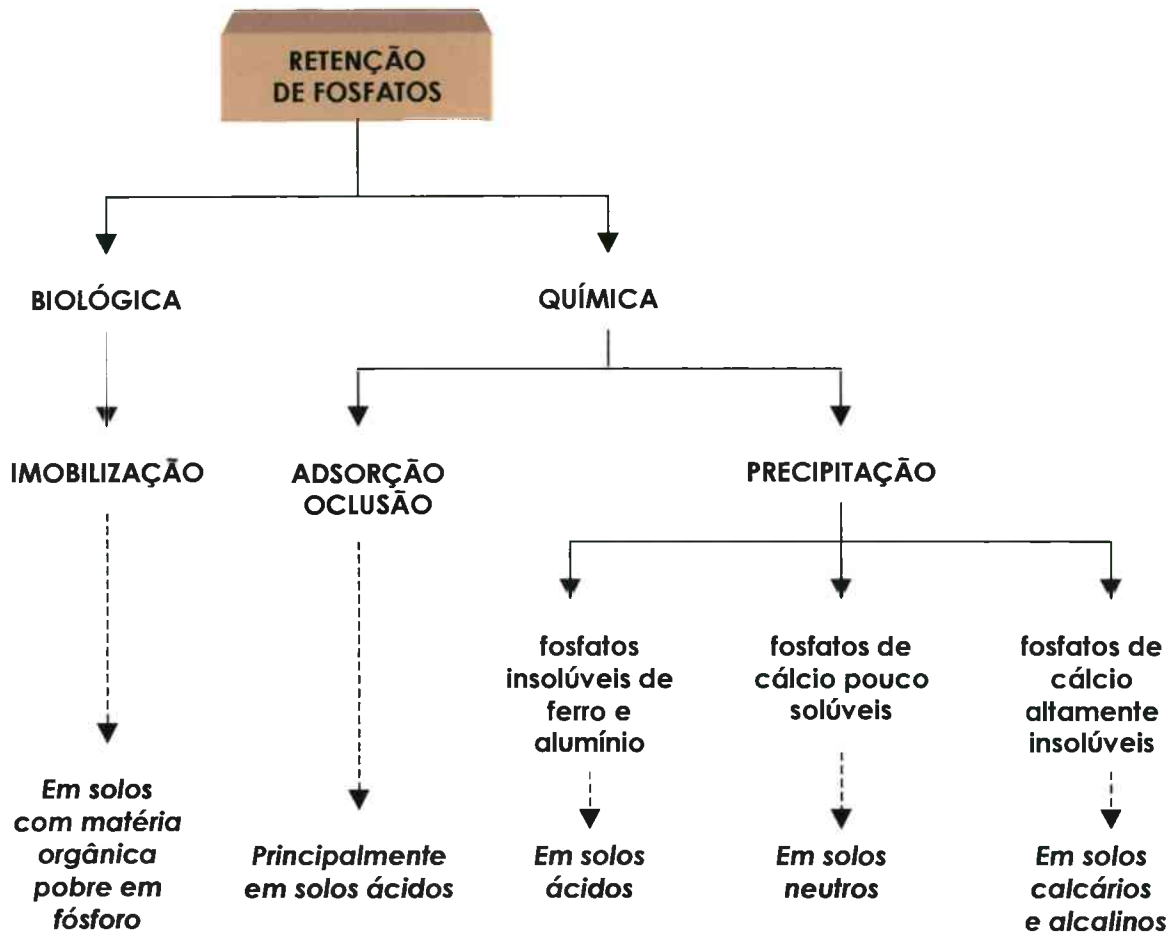 RETENÇÃO
DE FOSFATOS
BIOLÓGICA
QUÍMICA
IMOBILIZAÇÃO
ADSORÇÃO
OCLUSÃO
PRECIPITAÇÃO
fosfatos
insolúveis de
ferro e
alumínio
fosfatos de
cálcio pouco
solúveis
fosfatos de
cálcio
altamente
insolúveis
Em solos
com matéria
orgânica
pobre em
fósforo
Principalmente
em solos ácidos
Em solos
ácidos
Em solos
neutros
Em solos
calcários
e alcalinos